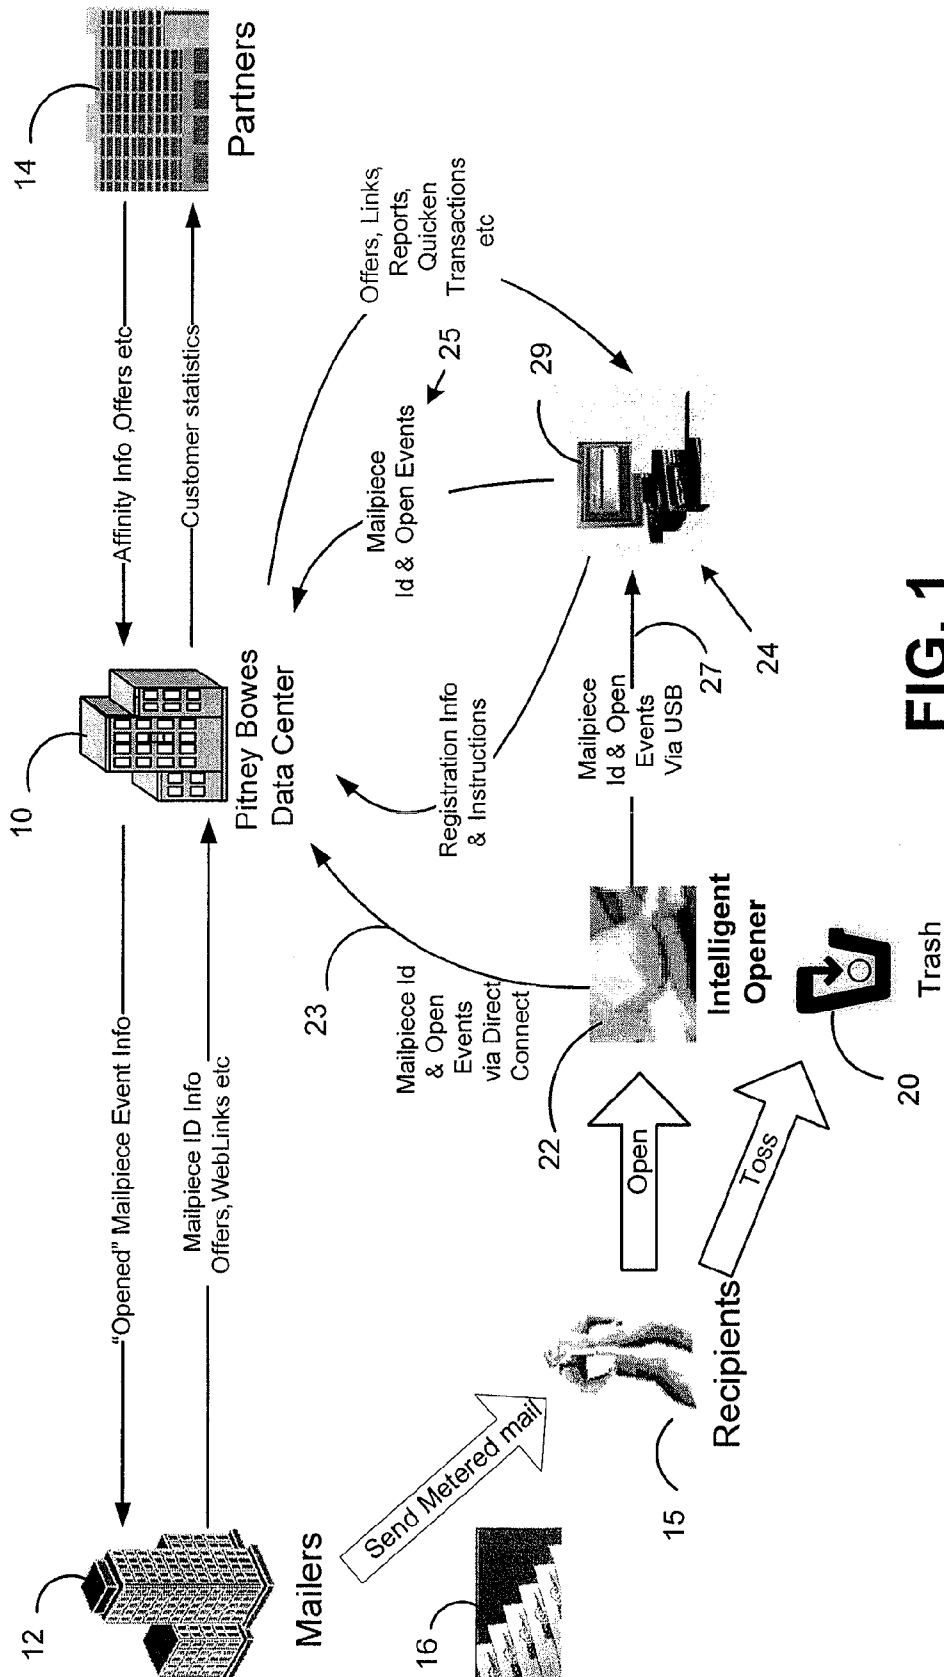 12
10
14
"Opened" Mailpiece Event Info
Affinity Info ,Offers etc
Mailpiece ID Info
Offers,WebLinks etc
Customer statistics
Mailers
Pitney Bowes
Data Center
Partners
23
Offers, Links,
Reports,
Quicken
Transactions
etc
Mailpiece
Id & Open Events
25
Mailpiece Id
& Open
Events
via Direct
Connect
Registration Info
& Instructions
16
Send Metered mail
22
29
Open
Mailpiece
Id & Open
Events
Via USB
27
24
15
Recipients
Toss
Intelligent
Opener
20
Trash
FIG. 1